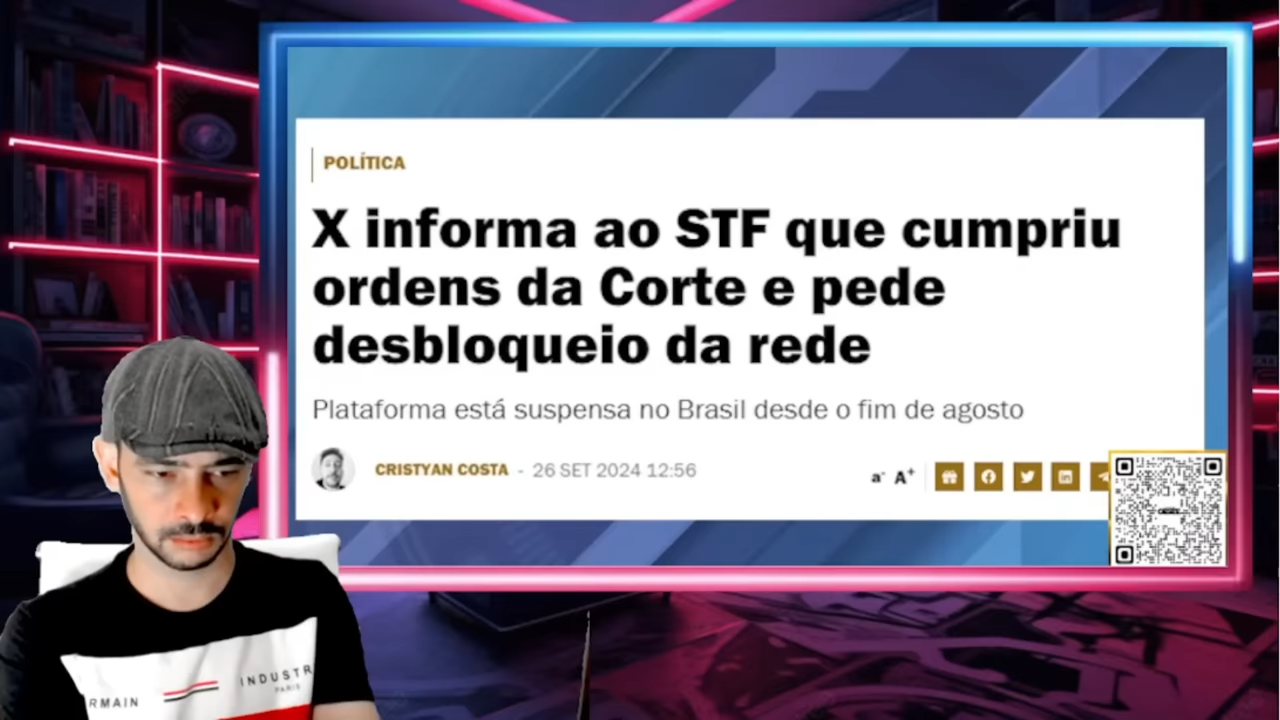 POLÍTICA
X informa ao STF que cumpriu
ordens da Corte e pede
desbloqueio da rede
Plataforma está suspensa no Brasil desde o fim de agosto
CRISTYAN COSTA - 26 SET 2024 12:56
a- A+
RMAIN
INDUSTR
PARIS